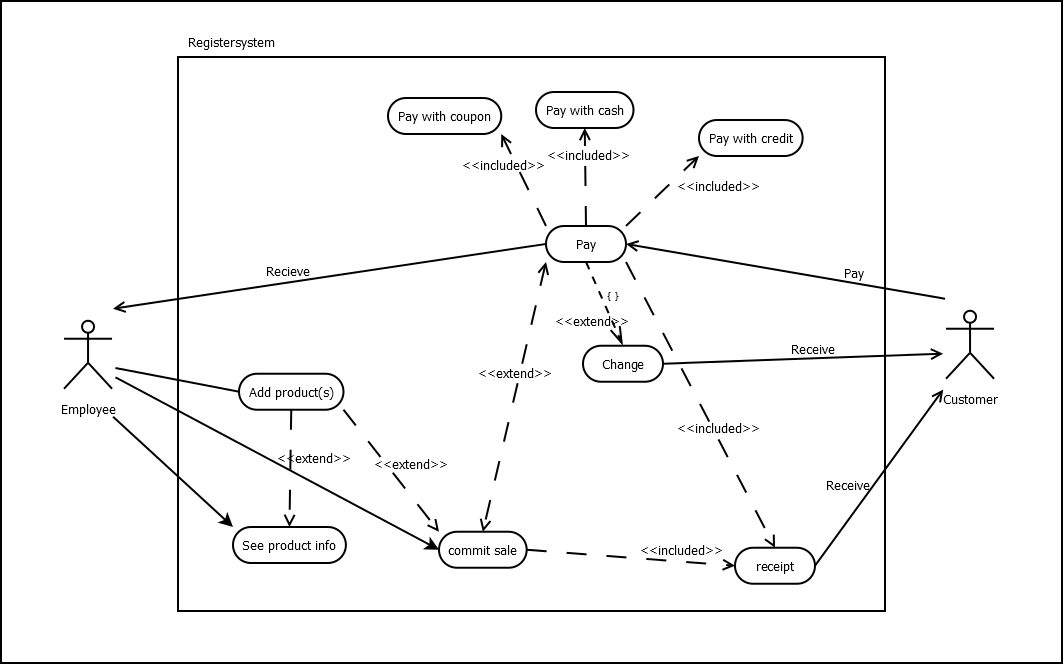 Registersystem
Pay with coupon
Pay with cash
Pay with credit
<<included>>
<<included>>
<<included>>
Pay
Recieve
Pay
{ }
<<extend>>
Change
Receive
<<extend>>
Employee
Add product(s)
Customer
<<included>>
<<extend>>
<<extend>>
Receive
See product info
commit sale
<<included>>
receipt